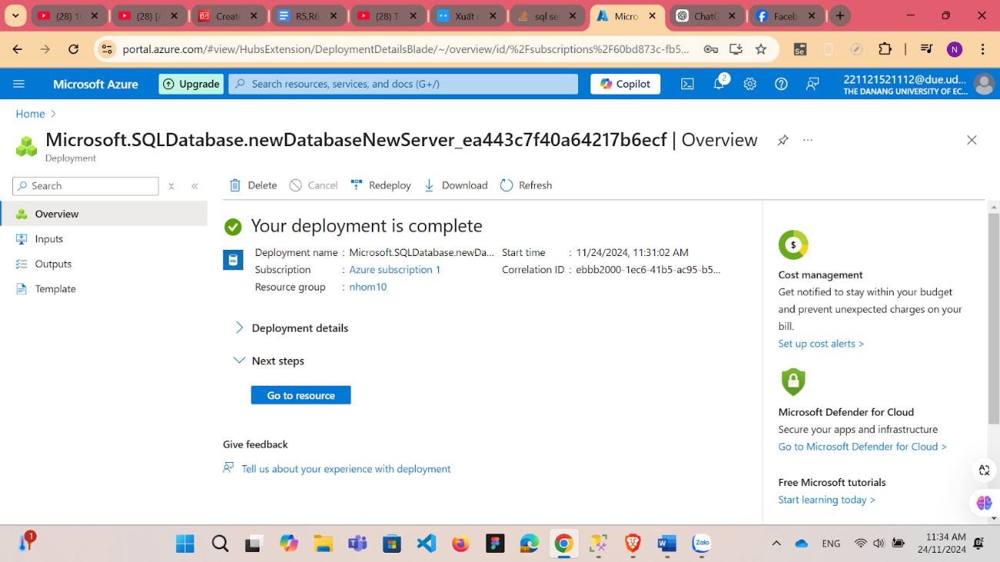 (28) 1
(28) [
Create
R5,R6
(28) T
Xuất
sql se
Micro
ChatG
Faceb
portal.azure.com/#view/HubsExtension/DeploymentDetailsBlade/~/overview/id/%2Fsubscriptions%2F60bd873c-fb5...
N
Microsoft Azure
Upgrade
Search resources, services, and docs (G+/)
Copilot
2
221121521112@due.ud...
THE DANANG UNIVERSITY OF EC...
Home
Microsoft.SQLDatabase.newDatabaseNewServer_ea443c7f40a64217b6ecf | Overview
...
Deployment
Search
Delete
Cancel
Redeploy
Download
Refresh
Overview
Inputs
Outputs
Template
Your deployment is complete
Deployment name : Microsoft.SQLDatabase.newDa...
Subscription : Azure subscription 1
Resource group : nhom10
Start time : 11/24/2024, 11:31:02 AM
Correlation ID : ebbb2000-1ec6-41b5-ac95-b5...
Deployment details
Next steps
Go to resource
Give feedback
Tell us about your experience with deployment
Cost management
Get notified to stay within your budget
and prevent unexpected charges on your
bill.
Set up cost alerts >
Microsoft Defender for Cloud
Secure your apps and infrastructure
Go to Microsoft Defender for Cloud >
Free Microsoft tutorials
Start learning today >
1
Zalo
ENG
11:34 AM
24/11/2024